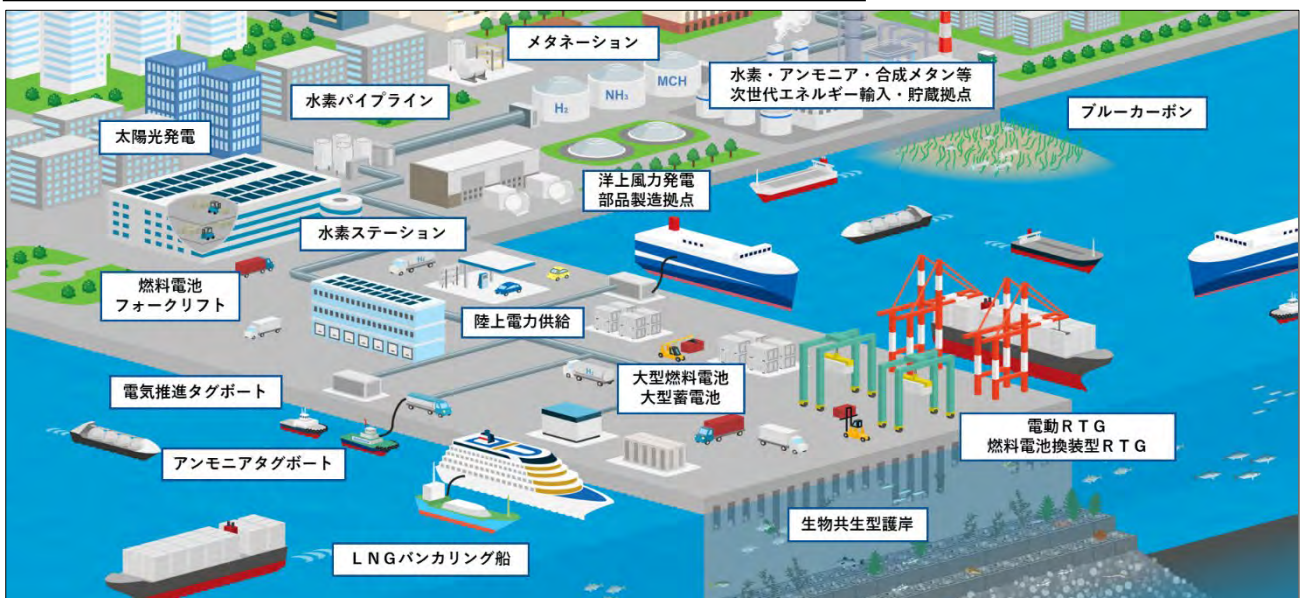 メタネーション
水素パイプライン
太陽光発電
H₂
NH₃
MCH
水素・アンモニア・合成メタン等
次世代エネルギー輸入・貯蔵拠点
ブルーカーボン
洋上風力発電
部品製造拠点
水素ステーション
H₂
燃料電池
フォークリフト
陸上電力供給
H₂
大型燃料電池
大型蓄電池
電気推進タグボート
アンモニアタグボート
電動RTG
燃料電池換装型RTG
生物共生型護岸
LNGバンカリング船